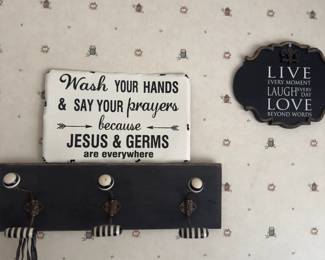 Wash YOUR HANDS
& SAY YOUR prayers
because
JESUS & GERMS
are everywhere
LIVE
EVERY MOMENT
LAUGH EVERY DAY
LOVE
BEYOND WORDS